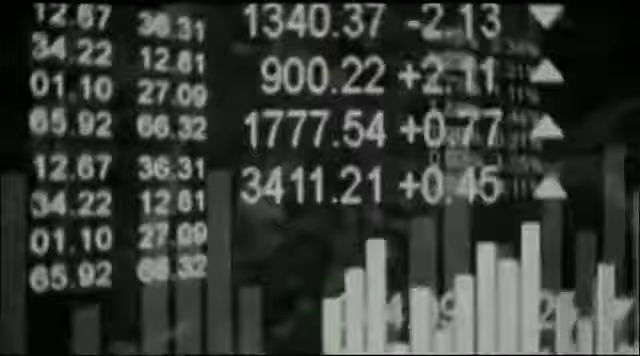 12.67 36.31 1340.37 -2.13
34.22 12.81 900.22 +2.11
01.10 27.09
65.92 66.32 1777.54 +0.77
12.67 36.31 3411.21 +0.45
34.22 12.81
01.10 27.09
65.92 66.32